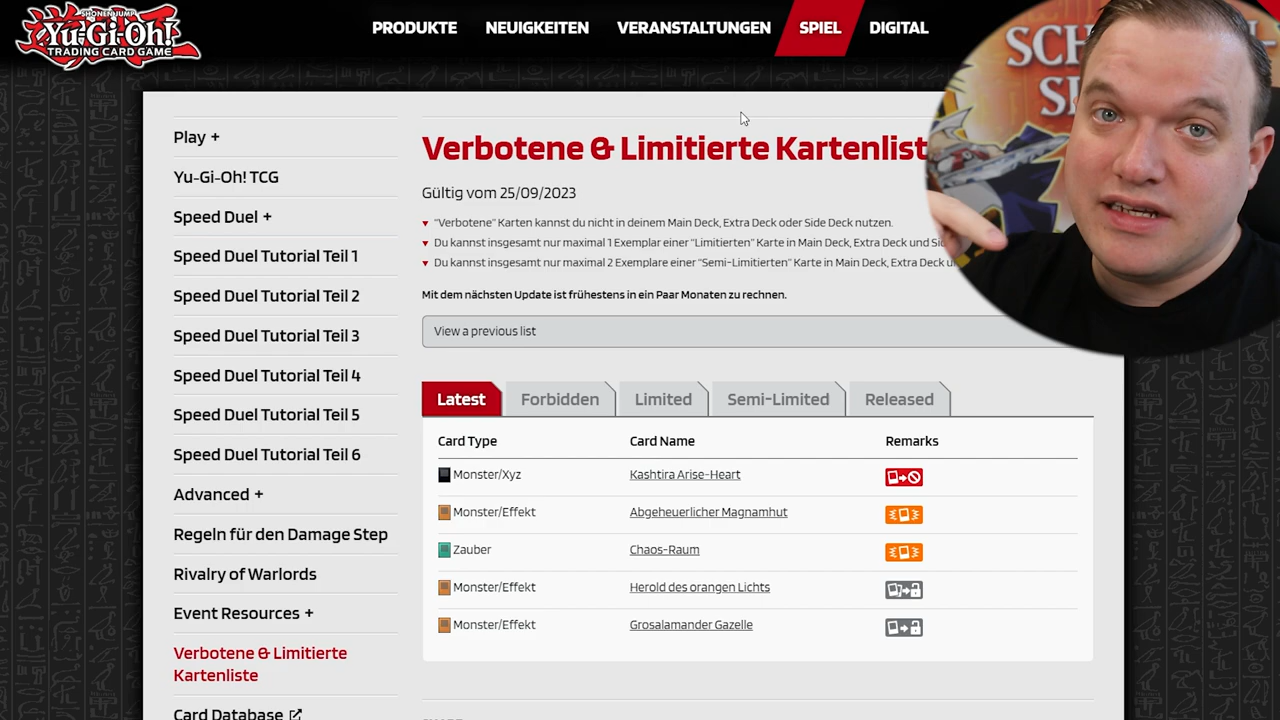 SHONEN JUMP
Yu-Gi-Oh!
TRADING CARD GAME
PRODUKTE
NEUIGKEITEN
VERANSTALTUNGEN
SPIEL
DIGITAL
Play +
Yu-Gi-Oh! TCG
Speed Duel +
Speed Duel Tutorial Teil 1
Speed Duel Tutorial Teil 2
Speed Duel Tutorial Teil 3
Speed Duel Tutorial Teil 4
Speed Duel Tutorial Teil 5
Speed Duel Tutorial Teil 6
Advanced +
Regeln für den Damage Step
Rivalry of Warlords
Event Resources +
Verbotene & Limitierte
Kartenliste
Card Database
Verbotene & Limitierte Kartenlist
Gültig vom 25/09/2023
"Verbotene" Karten kannst du nicht in deinem Main Deck, Extra Deck oder Side Deck nutzen.
Du kannst insgesamt nur maximal 1 Exemplar einer "Limitierten" Karte in Main Deck, Extra Deck und
Du kannst insgesamt nur maximal 2 Exemplare einer "Semi-Limitierten" Karte in Main Deck, Extra Deck
Mit dem nächsten Update ist frühestens in ein Paar Monaten zu rechnen.
View a previous list
Latest
Forbidden
Limited
Semi-Limited
Released
Card Type Card Name Remarks
Monster/Xyz Kashtira Arise-Heart
Monster/Effekt Abgeheuerlicher Magnamhut
Zauber Chaos-Raum
Monster/Effekt Herold des orangen Lichts
Monster/Effekt Grosalamander Gazelle